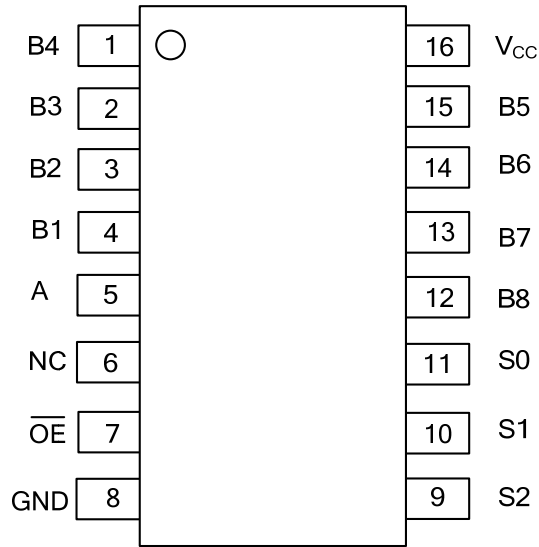 B4 1 16 VCC
B3 2 15 B5
B2 3 14 B6
B1 4 13 B7
A 5 12 B8
NC 6 11 S0
O̅E̅ 7 10 S1
GND 8 9 S2